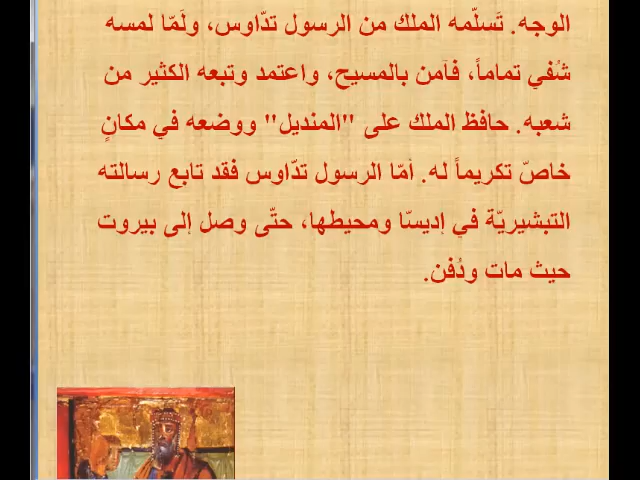 الوجه. تَسلّمه الملك من الرسول تدّاوس، ولَمّا لمسه
شُفي تماماً، فآمن بالمسيح، واعتمد وتبعه الكثير من
شعبه. حافظ الملك على "المنديل" ووضعه في مكانٍ
خاصّ تكريماً له. أمّا الرسول تدّاوس فقد تابع رسالته
التبشيريّة في إديسّا ومحيطها، حتّى وصل إلى بيروت
حيث مات ودُفن.